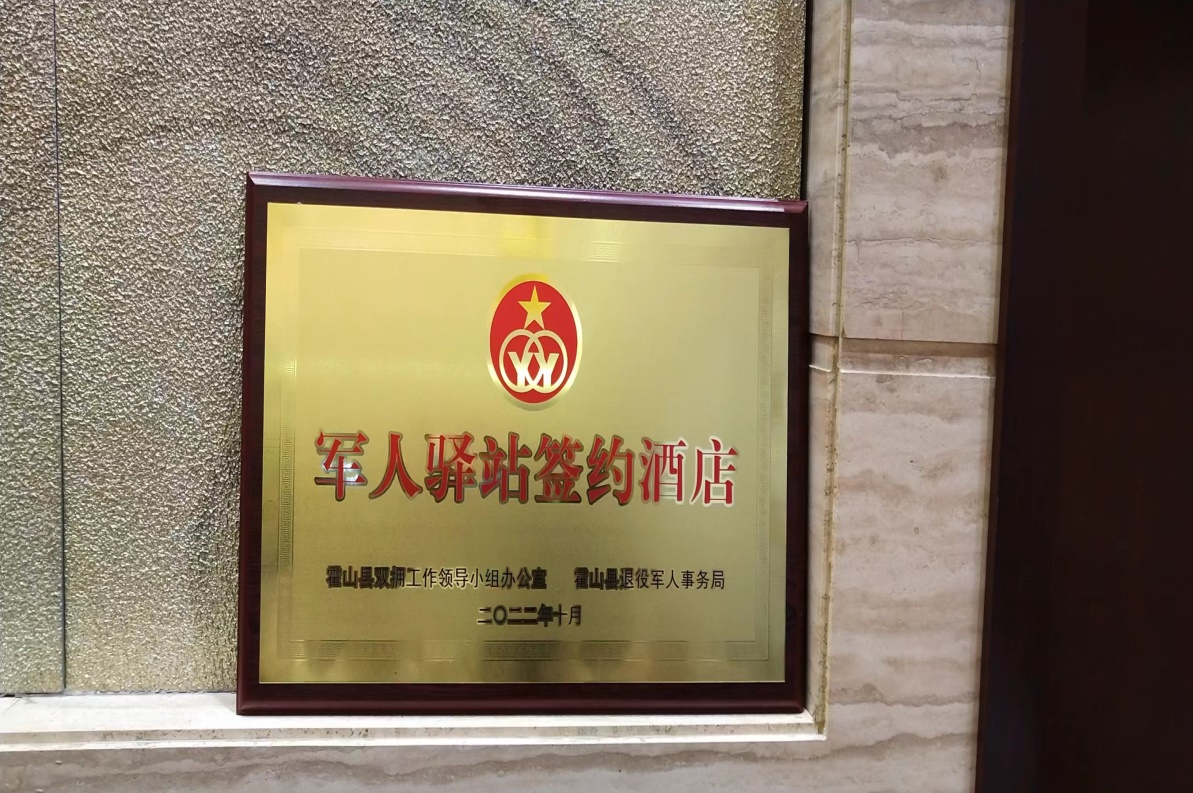 军人驿站签约酒店
霍山县双拥工作领导小组办公室 霍山县退役军人事务局
二〇二二年十月